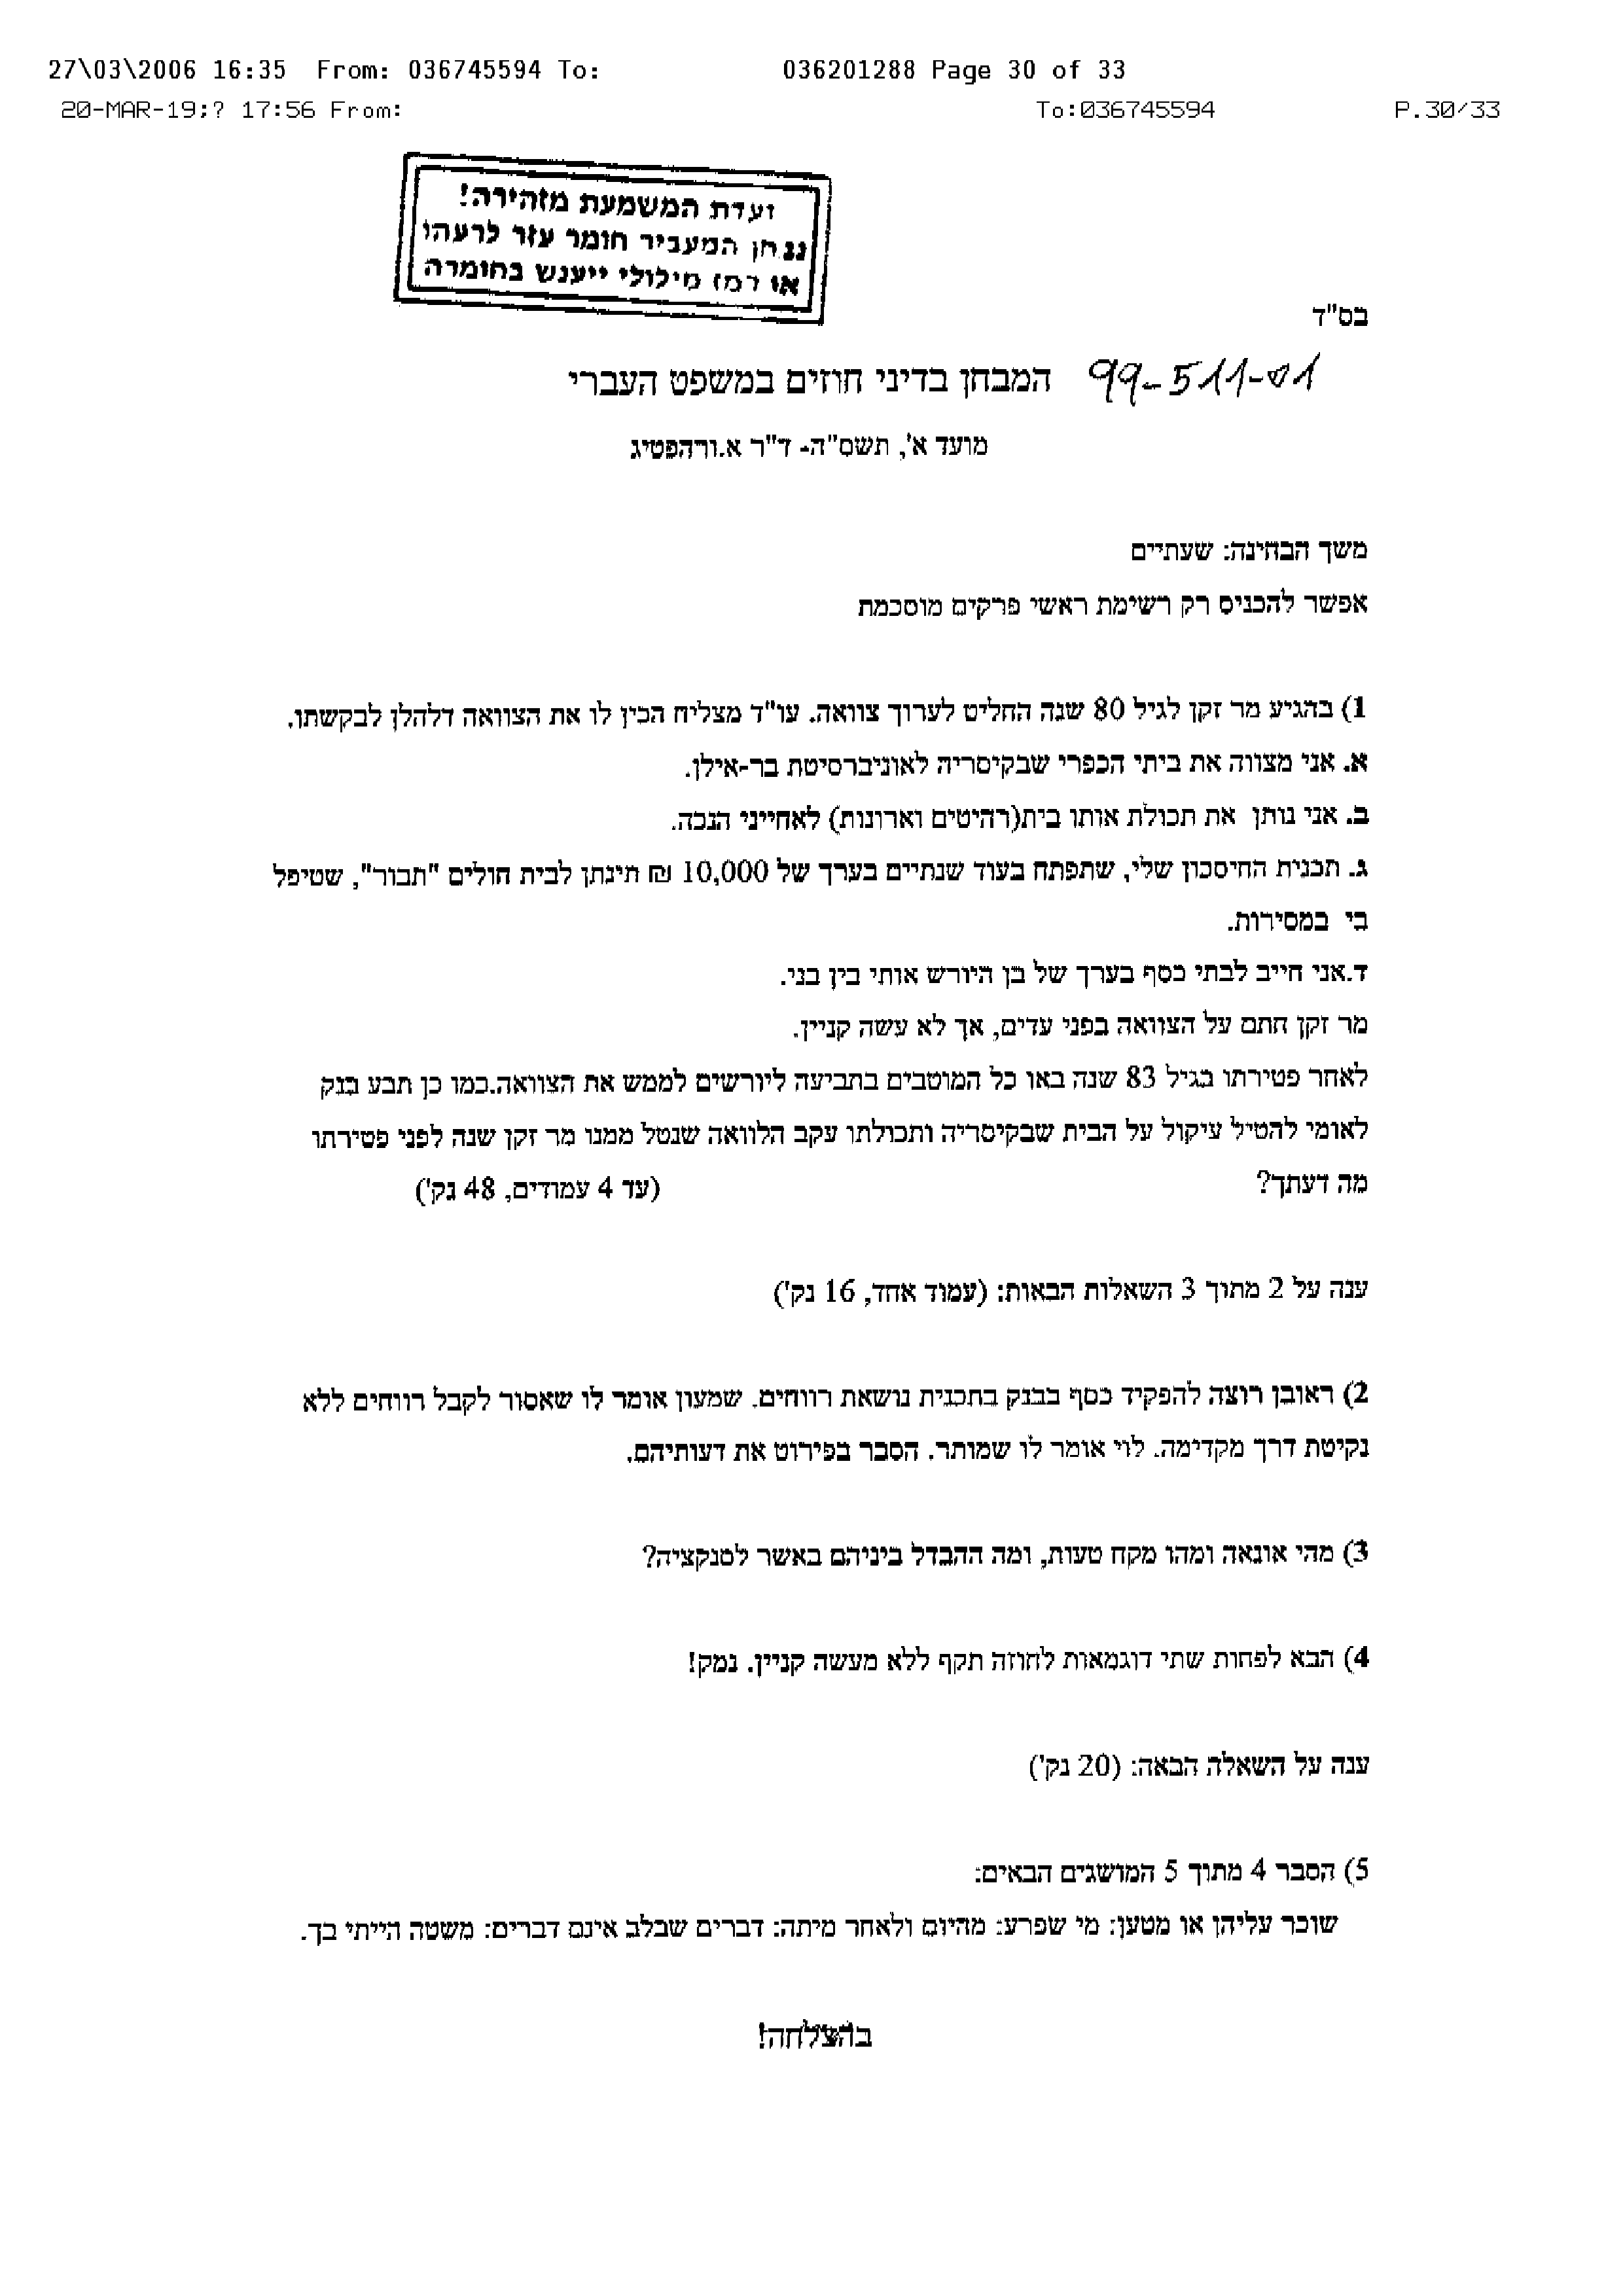 27\03\2006 16:35 From: 036745594 To: 036201288 Page 30 of 33
20-MAR-19;? 17:56 From: To:036745594 P.30/33
ועדת המשמעת מזהירה!
נבחן המעביר חומר עזר לרעהו
או רמז מילולי ייענש בחומרה
בס"ד
99-511-01 המבחן בדיני חוזים במשפט העברי
מועד א', תשס"ה- ד"ר א.ורהפטיג
משך הבחינה: שעתיים
אפשר להכניס רק רשימת ראשי פרקים מוסכמת
1) בהגיע מר זקן לגיל 80 שנה החליט לערוך צוואה. עו"ד מצליח הכין לו את הצוואה דלהלן לבקשתו.
א. אני מצווה את ביתי הכפרי שבקיסריה לאוניברסיטת בר-אילן.
ב. אני נותן את תכולת אותו בית(רהיטים וארונות) לאחייני הנכה.
ג. תכנית החיסכון שלי, שתפתח בעוד שנתיים בערך של 10,000 ₪ תינתן לבית חולים "תבור", שטיפל
בי במסירות.
ד.אני חייב לבתי כסף בערך של בן היורש אותי בין בני.
מר זקן חתם על הצוואה בפני עדים, אך לא עשה קניין.
לאחר פטירתו בגיל 83 שנה באו כל המוטבים בתביעה ליורשים לממש את הצוואה.כמו כן תבע בנק
לאומי להטיל עיקול על הבית שבקיסריה ותכולתו עקב הלוואה שנטל ממנו מר זקן שנה לפני פטירתו
מה דעתך? (עד 4 עמודים, 48 נק')
ענה על 2 מתוך 3 השאלות הבאות: (עמוד אחד, 16 נק')
2) ראובן רוצה להפקיד כסף בבנק בתכנית נושאת רווחים. שמעון אומר לו שאסור לקבל רווחים ללא
נקיטת דרך מקדימה. לוי אומר לו שמותר. הסבר בפירוט את דעותיהם.
3) מהי אונאה ומהו מקח טעות, ומה ההבדל ביניהם באשר לסנקציה?
4) הבא לפחות שתי דוגמאות לחוזה תקף ללא מעשה קניין. נמק!
ענה על השאלה הבאה: (20 נק')
5) הסבר 4 מתוך 5 המושגים הבאים:
שוכר עליהן או מטען: מי שפרע: מהיום ולאחר מיתה: דברים שבלב אינם דברים: משטה הייתי בך.
בהצלחה!